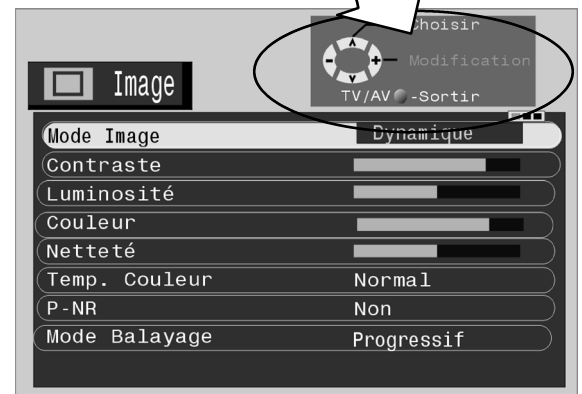 Choisir
Modification
TV/AV -Sortir
Image
Mode Image Dynamique
Contraste
Luminosité
Couleur
Netteté
Temp. Couleur Normal
P-NR Non
Mode Balayage Progressif